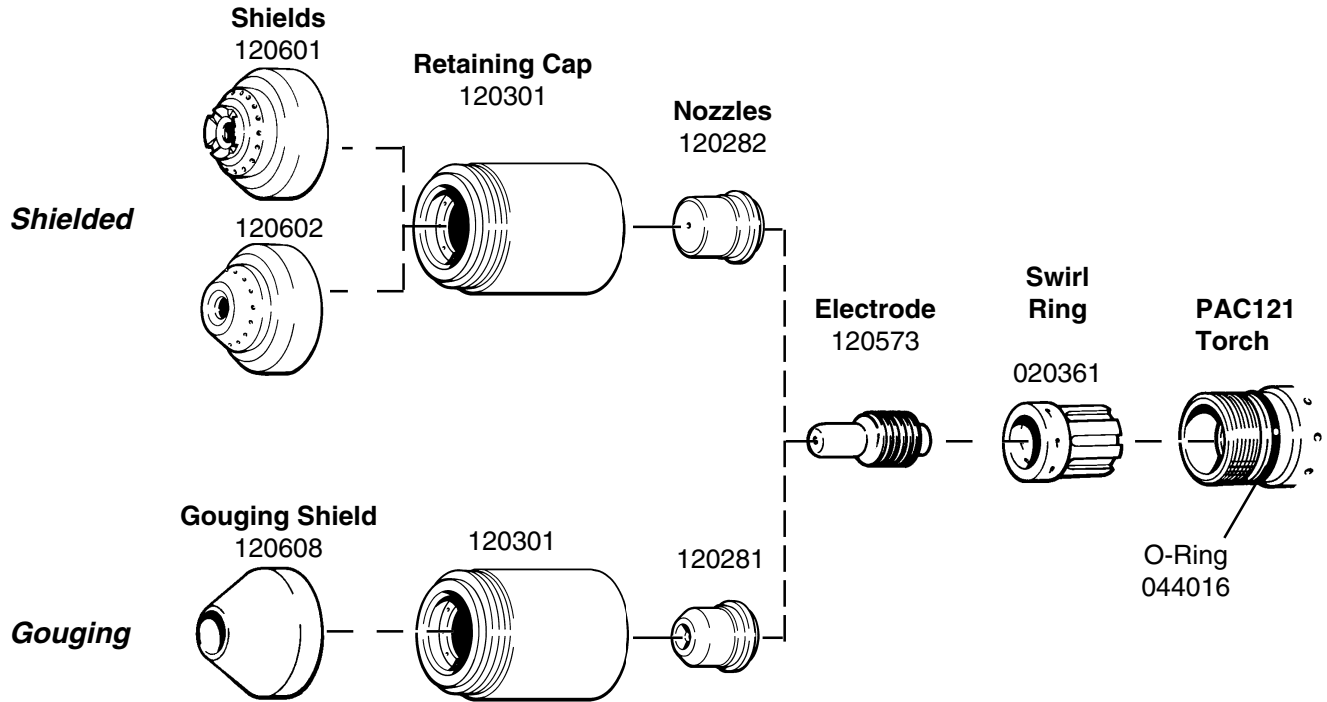 Shields
120601
Retaining Cap
120301
Nozzles
120282
Shielded
120602
Electrode
120573
Swirl
Ring
020361
PAC121
Torch
O-Ring
044016
Gouging Shield
120608
120301
120281
Gouging